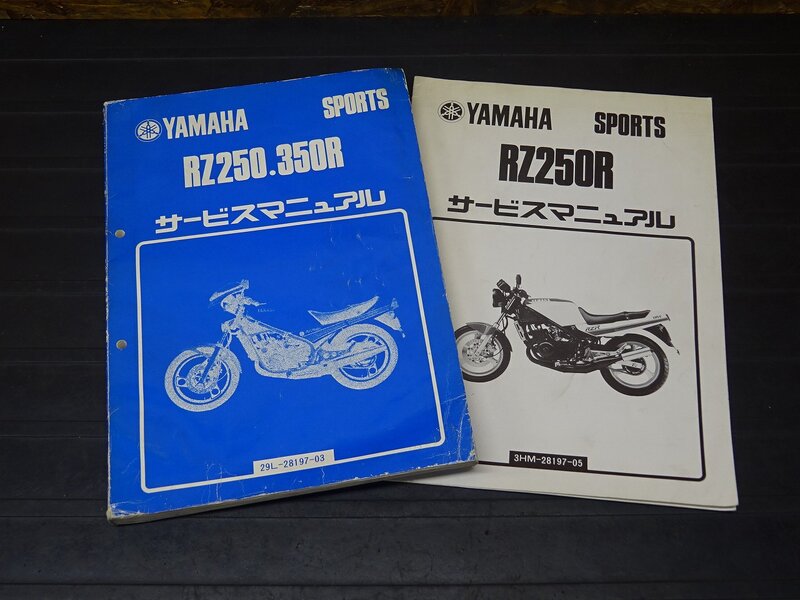 YAMAHA SPORTS
RZ250.350R
サービスマニュアル
29L-28197-03
YAMAHA SPORTS
RZ250R
サービスマニュアル
RZR
3HM-28197-05